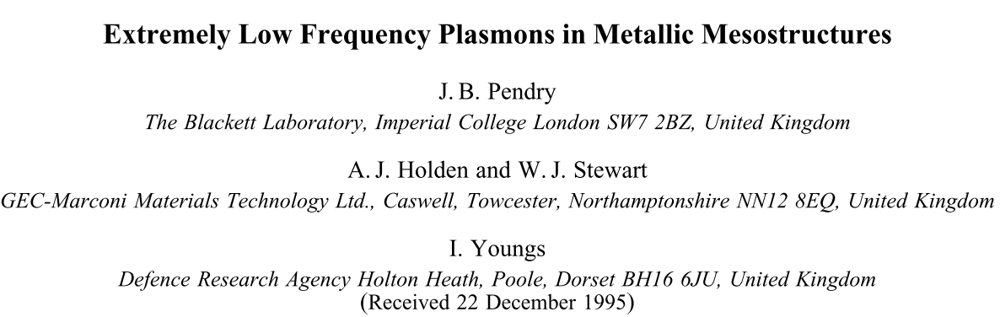 Extremely Low Frequency Plasmons in Metallic Mesostructures
J. B. Pendry
The Blackett Laboratory, Imperial College London SW7 2BZ, United Kingdom
A. J. Holden and W. J. Stewart
GEC-Marconi Materials Technology Ltd., Caswell, Towcester, Northamptonshire NN12 8EQ, United Kingdom
I. Youngs
Defence Research Agency Holton Heath, Poole, Dorset BH16 6JU, United Kingdom
(Received 22 December 1995)